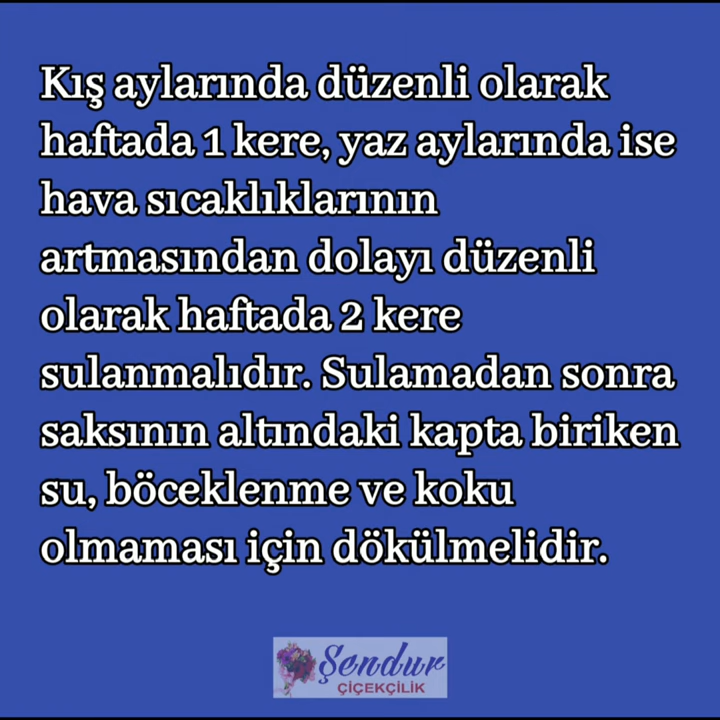 Kış aylarında düzenli olarak
haftada 1 kere, yaz aylarında ise
hava sıcaklıklarının
artmasından dolayı düzenli
olarak haftada 2 kere
sulanmalıdır. Sulamadan sonra
saksının altındaki kapta biriken
su, böceklenme ve koku
olmaması için dökülmelidir.
Şendur
ÇİÇEKÇİLİK